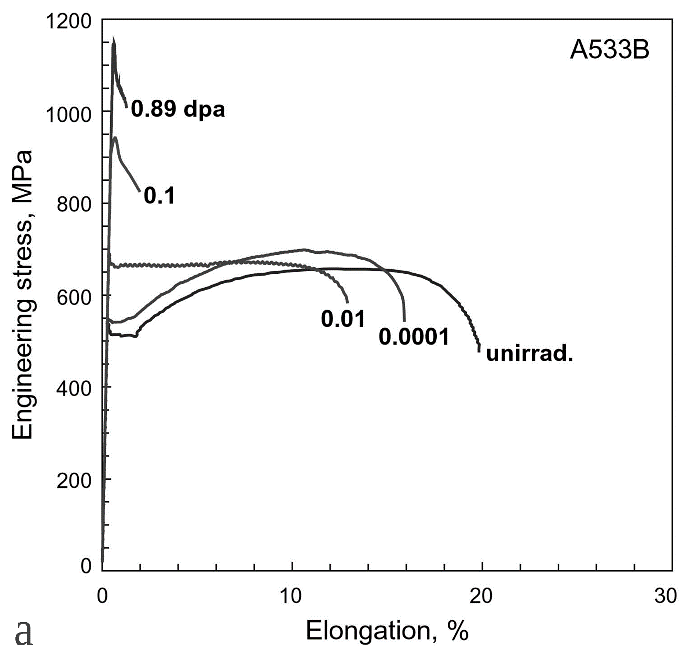 1200
A533B
1000
0.89 dpa
800
0.1
600
0.01
0.0001
unirrad.
400
200
0
0 10 20 30
Engineering stress, MPa
Elongation, %
a